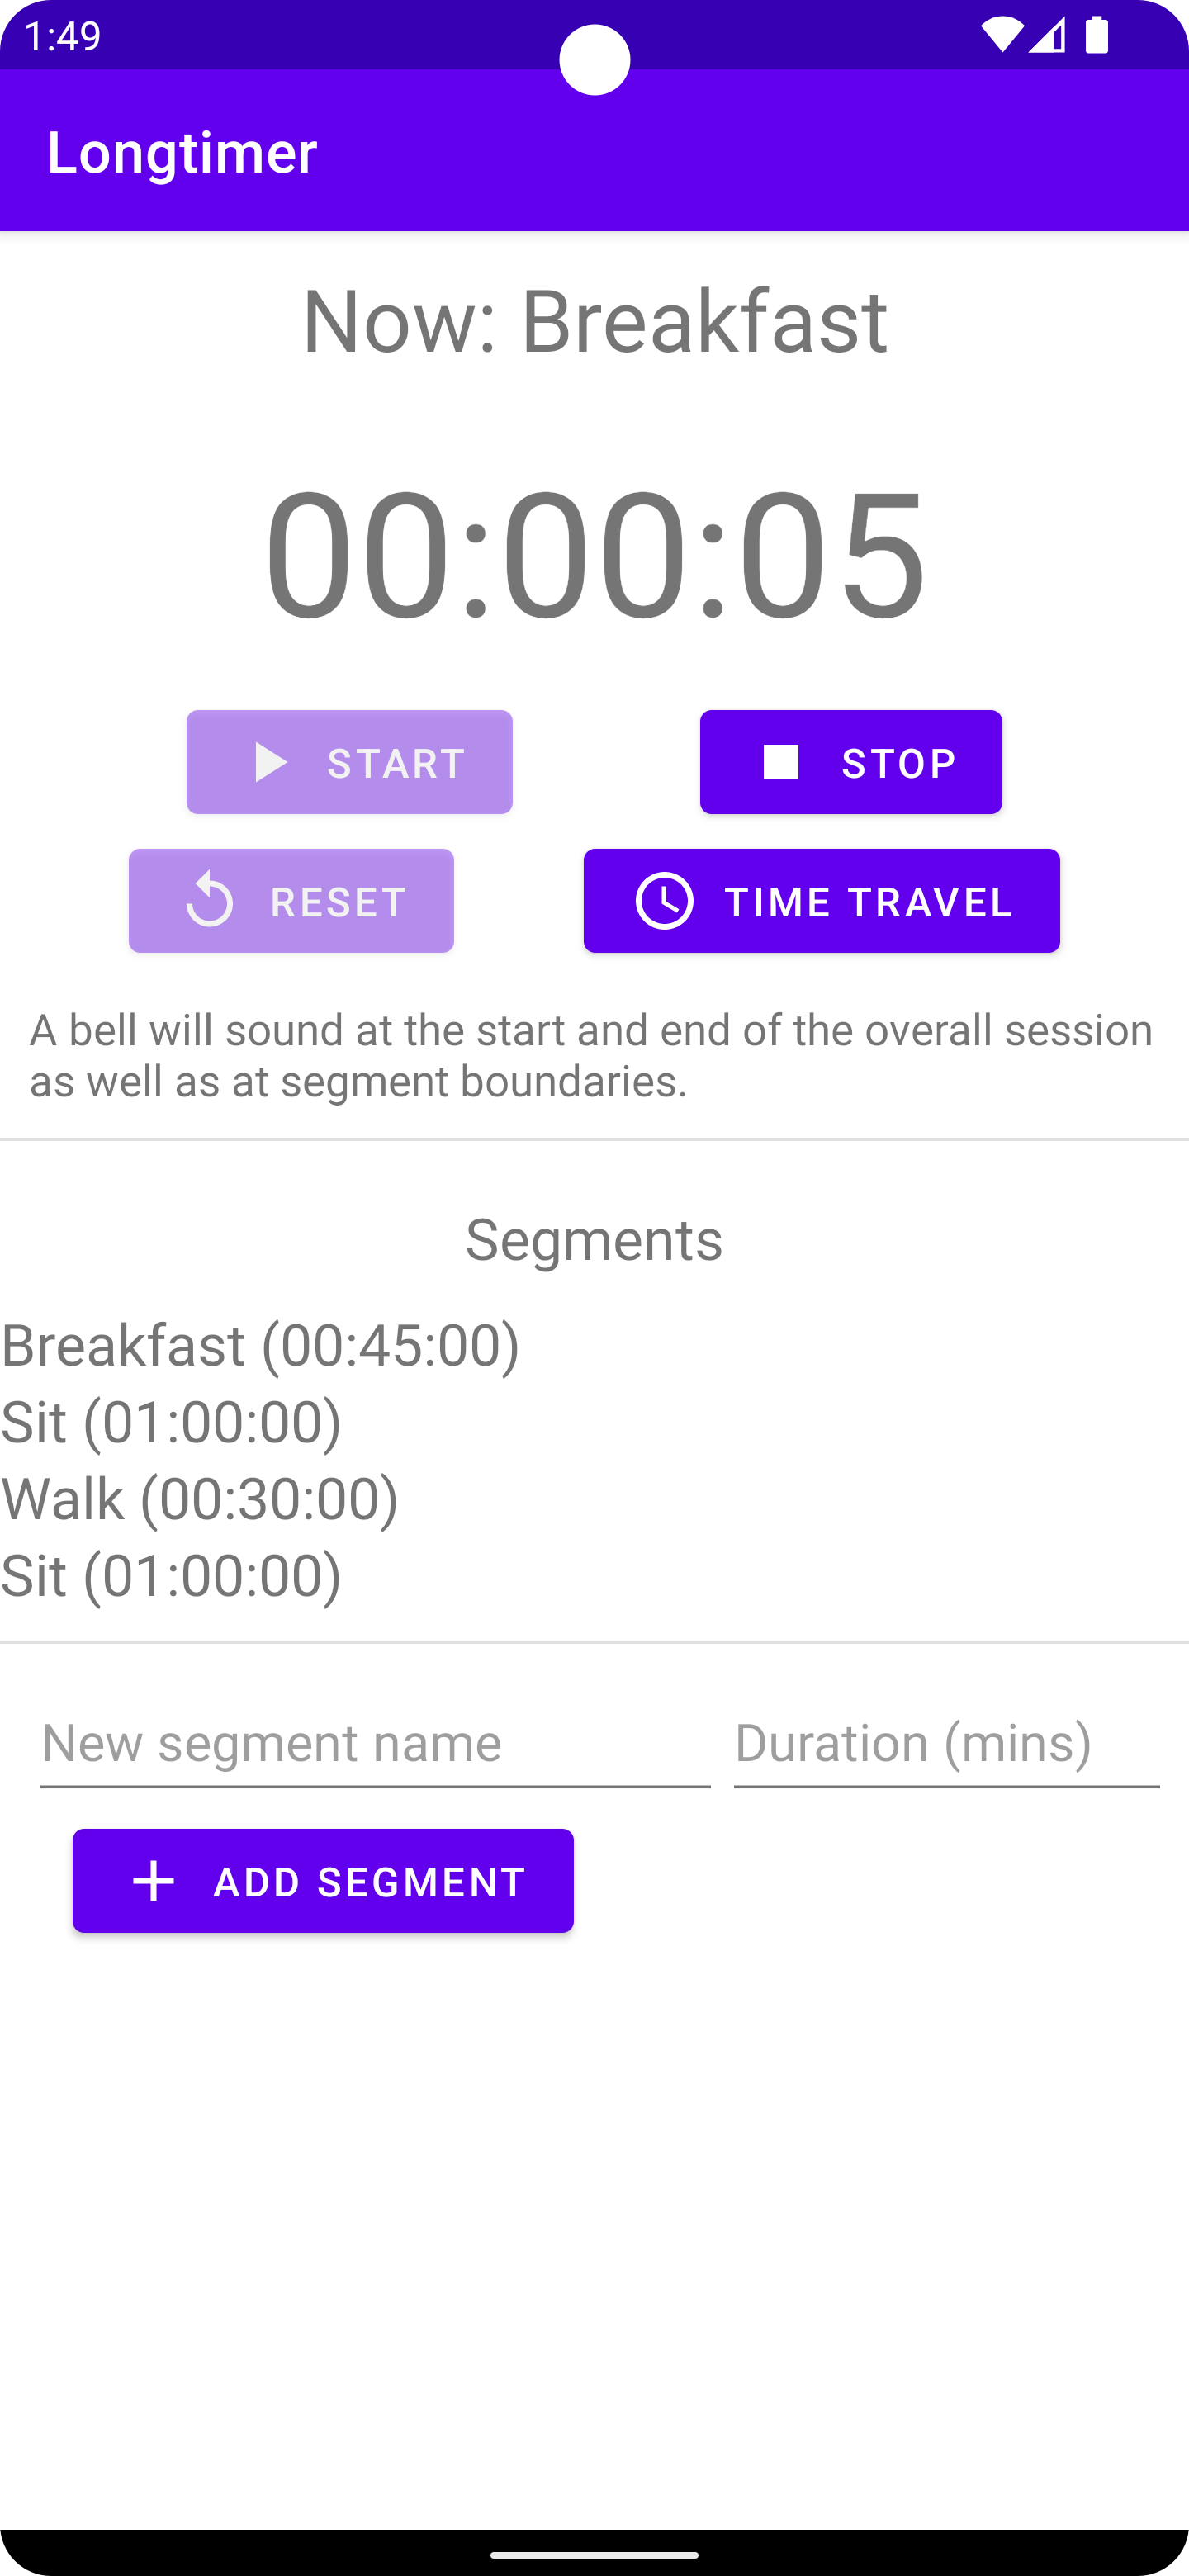 1:49
Longtimer
Now: Breakfast
00:00:05
START
STOP
RESET
TIME TRAVEL
A bell will sound at the start and end of the overall session
as well as at segment boundaries.
Segments
Breakfast (00:45:00)
Sit (01:00:00)
Walk (00:30:00)
Sit (01:00:00)
New segment name
Duration (mins)
ADD SEGMENT